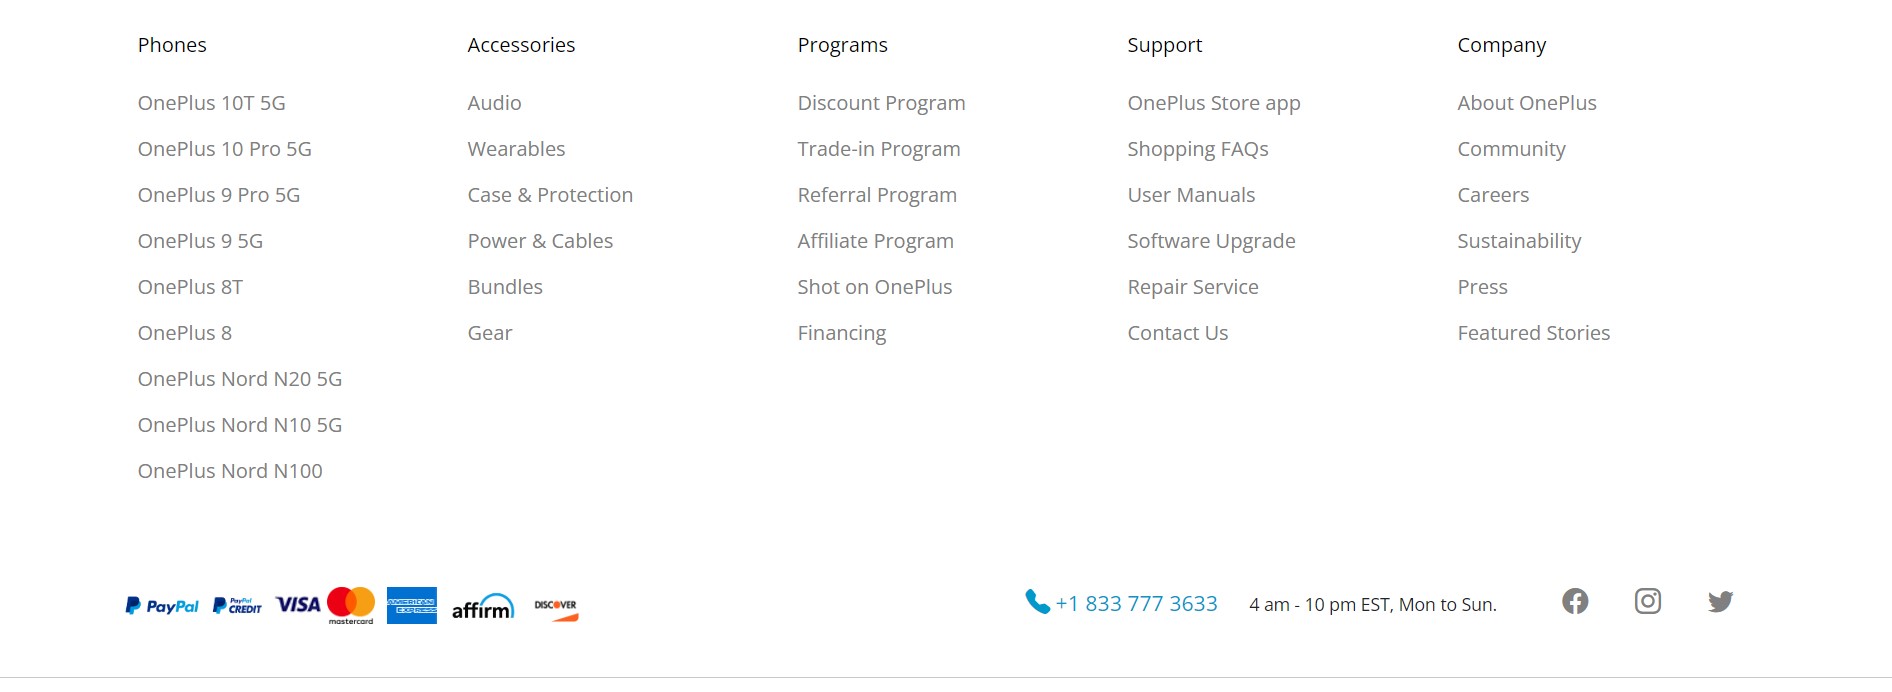 Phones
OnePlus 10T 5G
OnePlus 10 Pro 5G
OnePlus 9 Pro 5G
OnePlus 9 5G
OnePlus 8T
OnePlus 8
OnePlus Nord N20 5G
OnePlus Nord N10 5G
OnePlus Nord N100
Accessories
Audio
Wearables
Case & Protection
Power & Cables
Bundles
Gear
Programs
Discount Program
Trade-in Program
Referral Program
Affiliate Program
Shot on OnePlus
Financing
Support
OnePlus Store app
Shopping FAQs
User Manuals
Software Upgrade
Repair Service
Contact Us
Company
About OnePlus
Community
Careers
Sustainability
Press
Featured Stories
PayPal
PayPal
CREDIT
VISA
mastercard
AMERICAN
EXPRESS
affirm
DISCOVER
+1 833 777 3633
4 am - 10 pm EST, Mon to Sun.